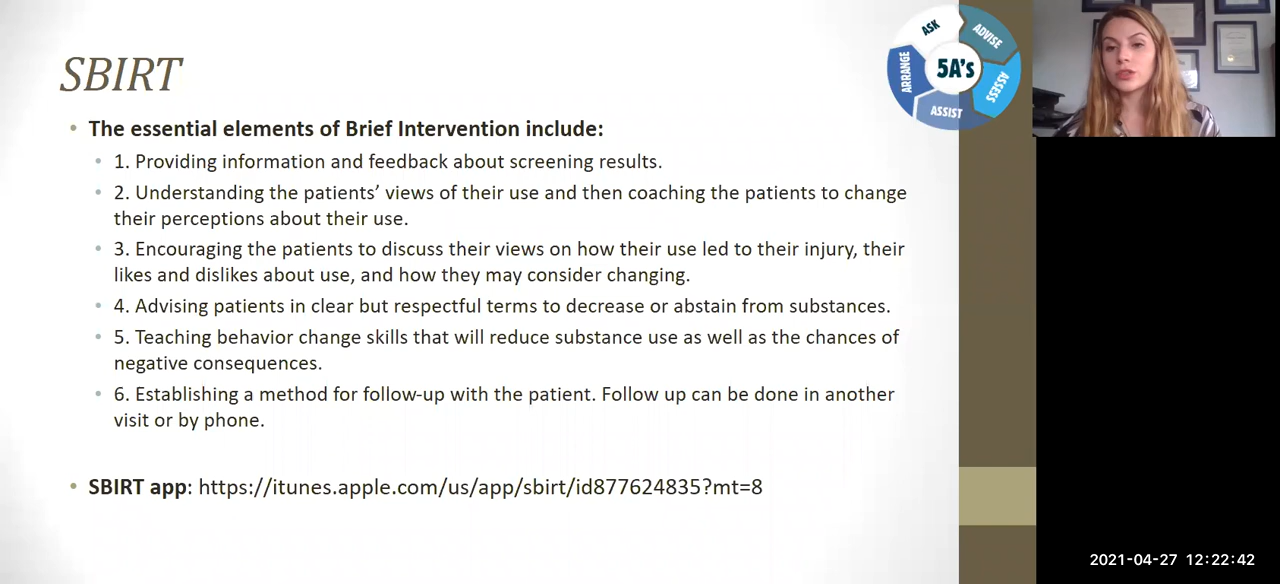 SBIRT
The essential elements of Brief Intervention include:
1. Providing information and feedback about screening results.
2. Understanding the patients’ views of their use and then coaching the patients to change
their perceptions about their use.
3. Encouraging the patients to discuss their views on how their use led to their injury, their
likes and dislikes about use, and how they may consider changing.
4. Advising patients in clear but respectful terms to decrease or abstain from substances.
5. Teaching behavior change skills that will reduce substance use as well as the chances of
negative consequences.
6. Establishing a method for follow-up with the patient. Follow up can be done in another
visit or by phone.
SBIRT app: https://itunes.apple.com/us/app/sbirt/id877624835?mt=8
ASK
ADVISE
ASSESS
ASSIST
ARRANGE
5A's
2021-04-27 12:22:42